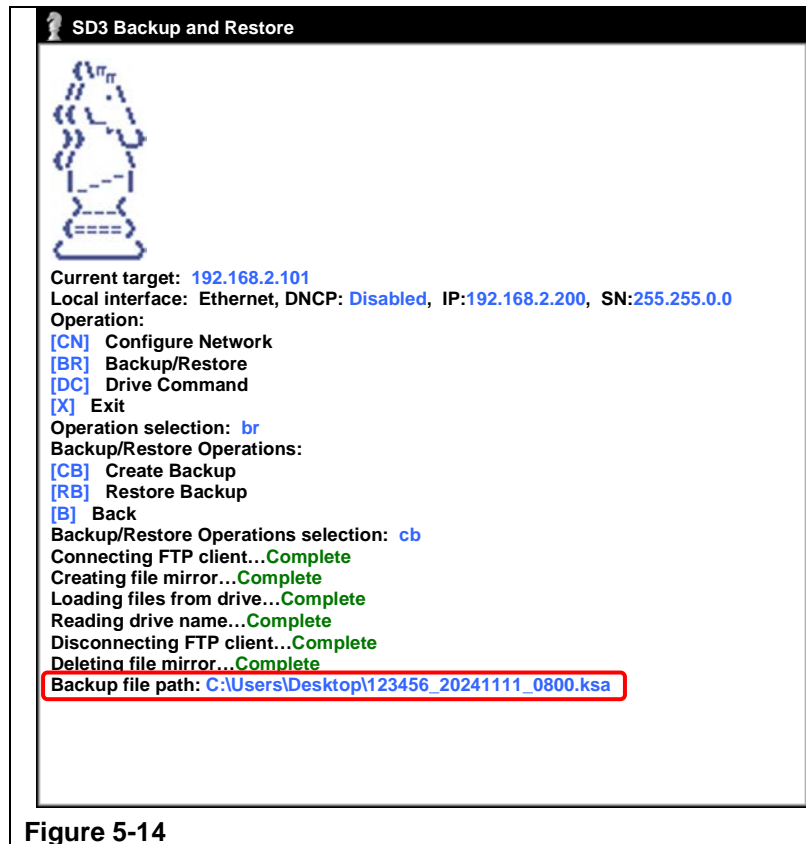 SD3 Backup and Restore
Current target: 192.168.2.101
Local interface: Ethernet, DNCP: Disabled, IP:192.168.2.200, SN:255.255.0.0
Operation:
[CN] Configure Network
[BR] Backup/Restore
[DC] Drive Command
[X] Exit
Operation selection: br
Backup/Restore Operations:
[CB] Create Backup
[RB] Restore Backup
[B] Back
Backup/Restore Operations selection: cb
Connecting FTP client…Complete
Creating file mirror…Complete
Loading files from drive…Complete
Reading drive name…Complete
Disconnecting FTP client…Complete
Deleting file mirror…Complete
Backup file path: C:\Users\Desktop\123456_20241111_0800.ksa
Figure 5-14